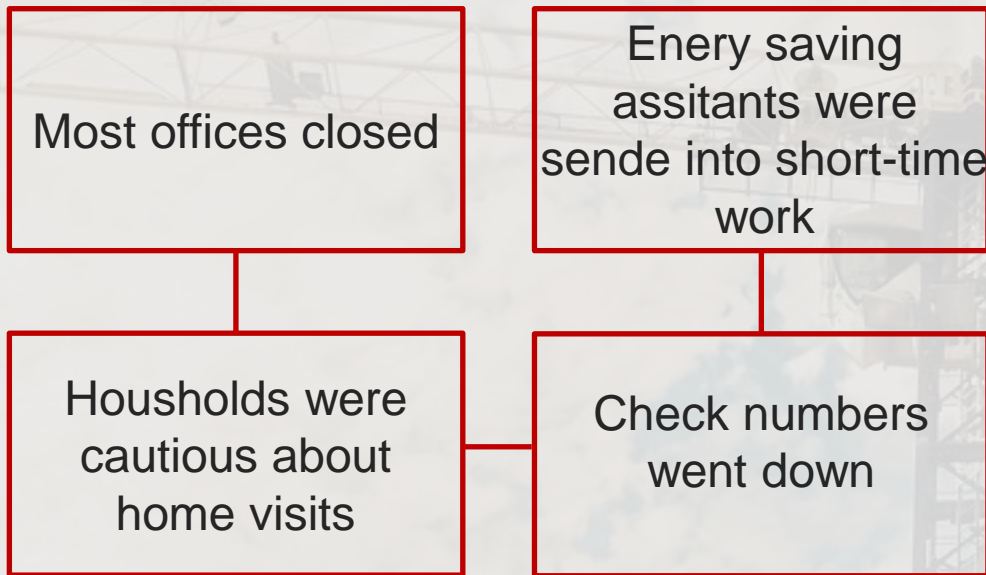 Most offices closed
Housholds were
cautious about
home visits
Check numbers
went down
Enery saving
assitants were
sende into short-time
work